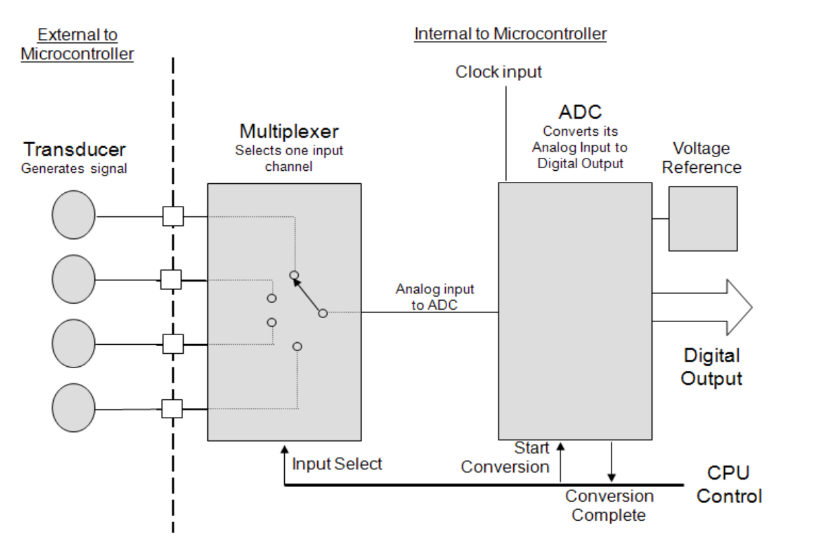 External to
Microcontroller
Internal to Microcontroller
Clock input
ADC
Converts its
Analog Input to
Digital Output
Multiplexer
Selects one input
channel
Transducer
Generates signal
Voltage
Reference
Analog input
to ADC
Digital
Output
Input Select
Start
Conversion
Conversion
Complete
CPU
Control